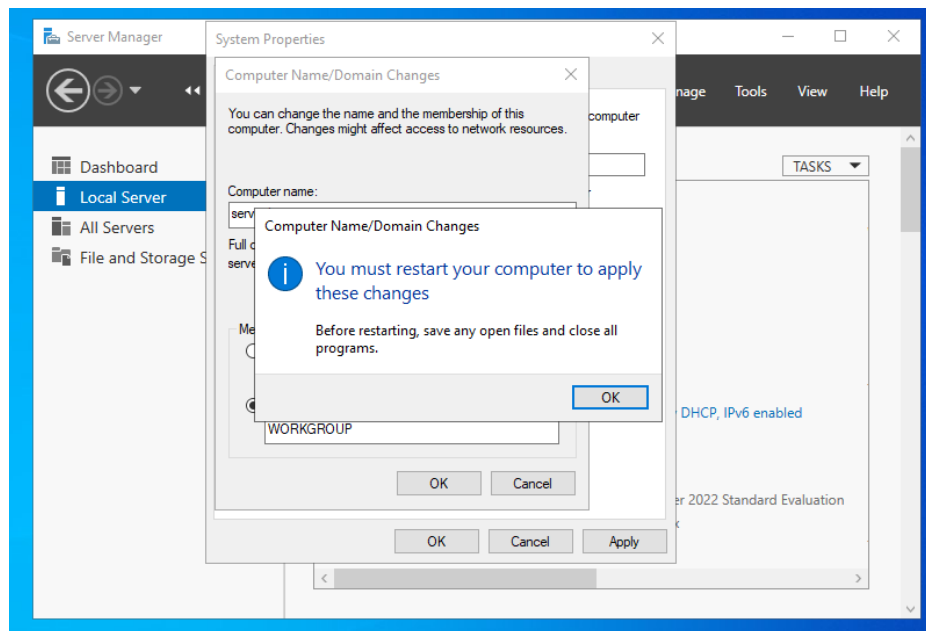 Server Manager
System Properties
Computer Name/Domain Changes
You can change the name and the membership of this
computer. Changes might affect access to network resources.
computer
Tools
View
Help
Dashboard
Local Server
All Servers
File and Storage S
TASKS
Computer name:
Computer Name/Domain Changes
You must restart your computer to apply
these changes
Before restarting, save any open files and close all
programs.
OK
WORKGROUP
OK
Cancel
DHCP, IPv6 enabled
2022 Standard Evaluation
OK
Cancel
Apply